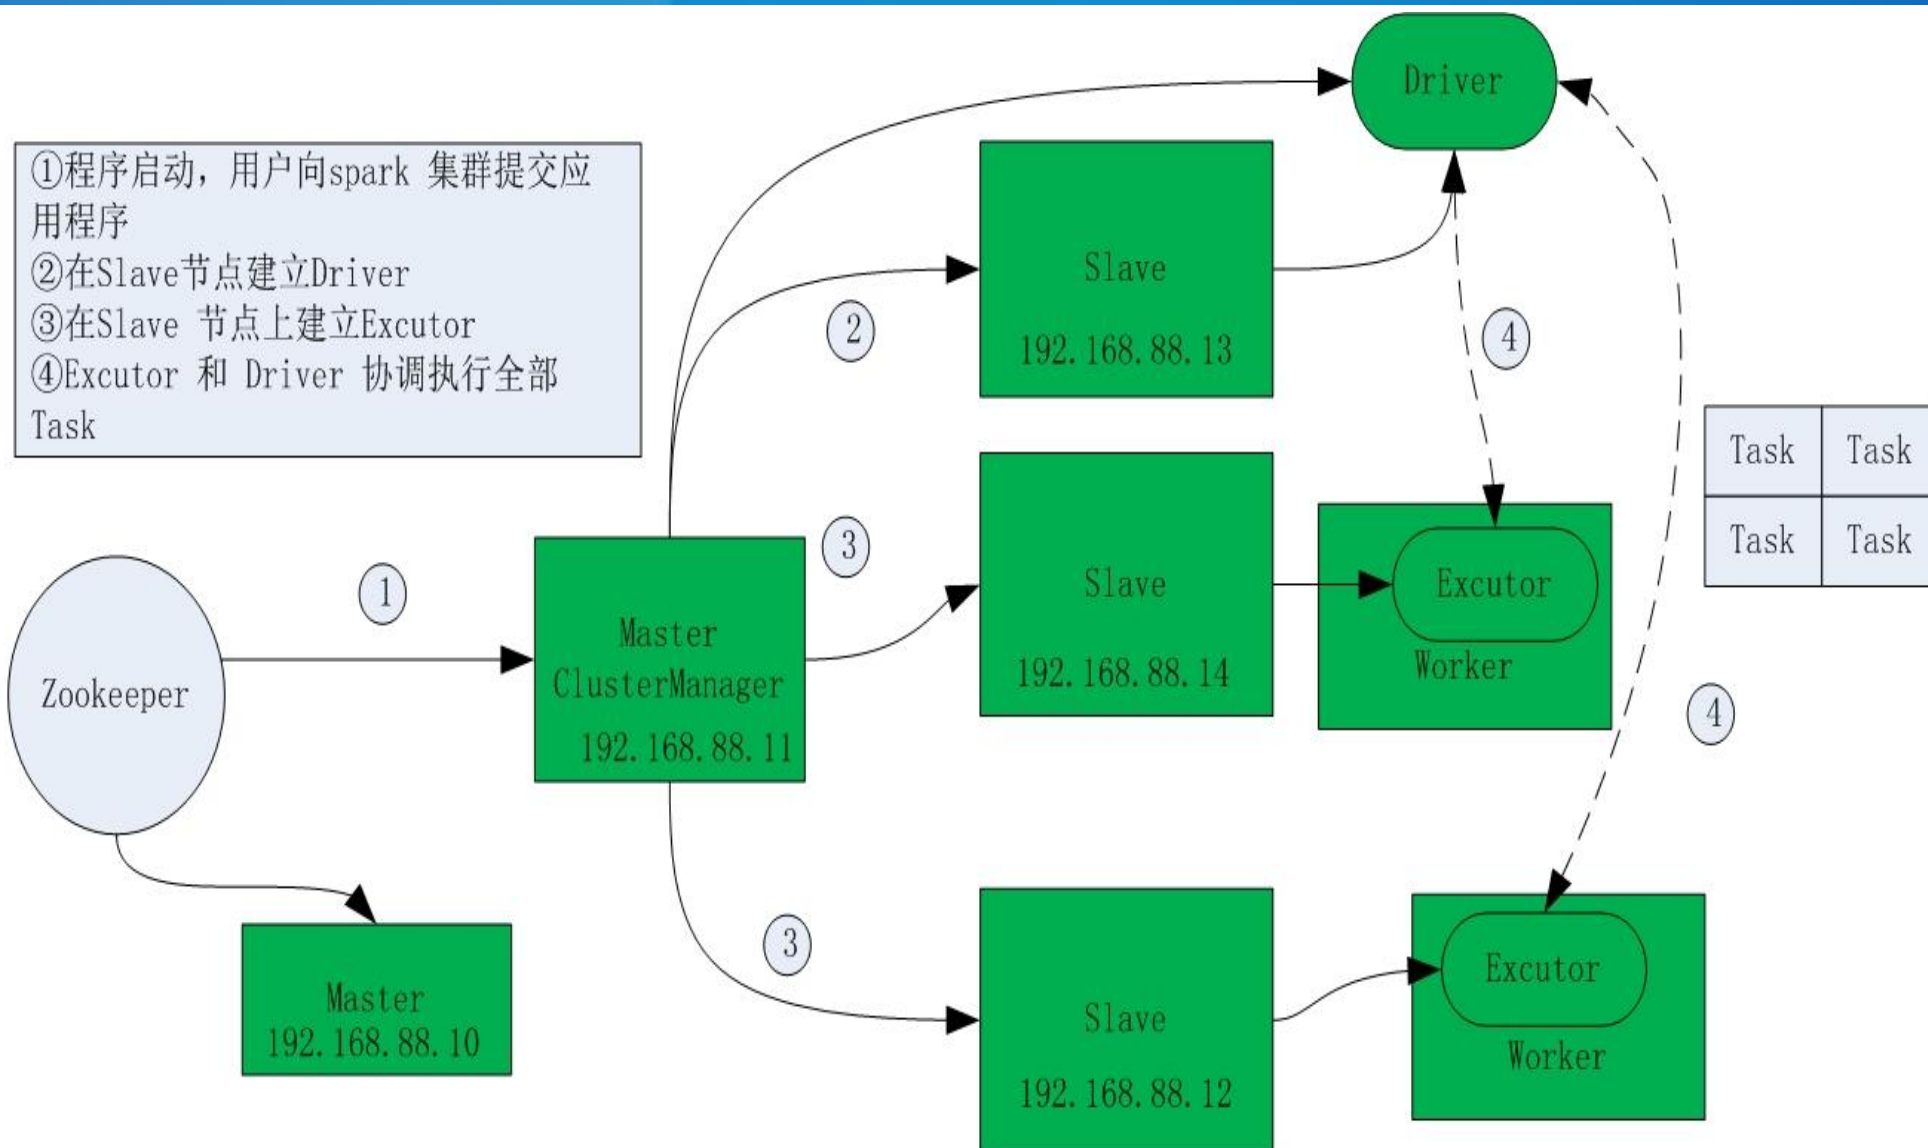 ①程序启动，用户向spark 集群提交应
用程序
②在Slave节点建立Driver
③在Slave 节点上建立Excutor
④Excutor 和 Driver 协调执行全部
Task
Driver
Slave
192.168.88.13
②
④
Task Task
Task Task
Slave
192.168.88.14
③
Excutor
Worker
①
Master
ClusterManager
192.168.88.11
Zookeeper
④
③
Master
192.168.88.10
Slave
192.168.88.12
Excutor
Worker